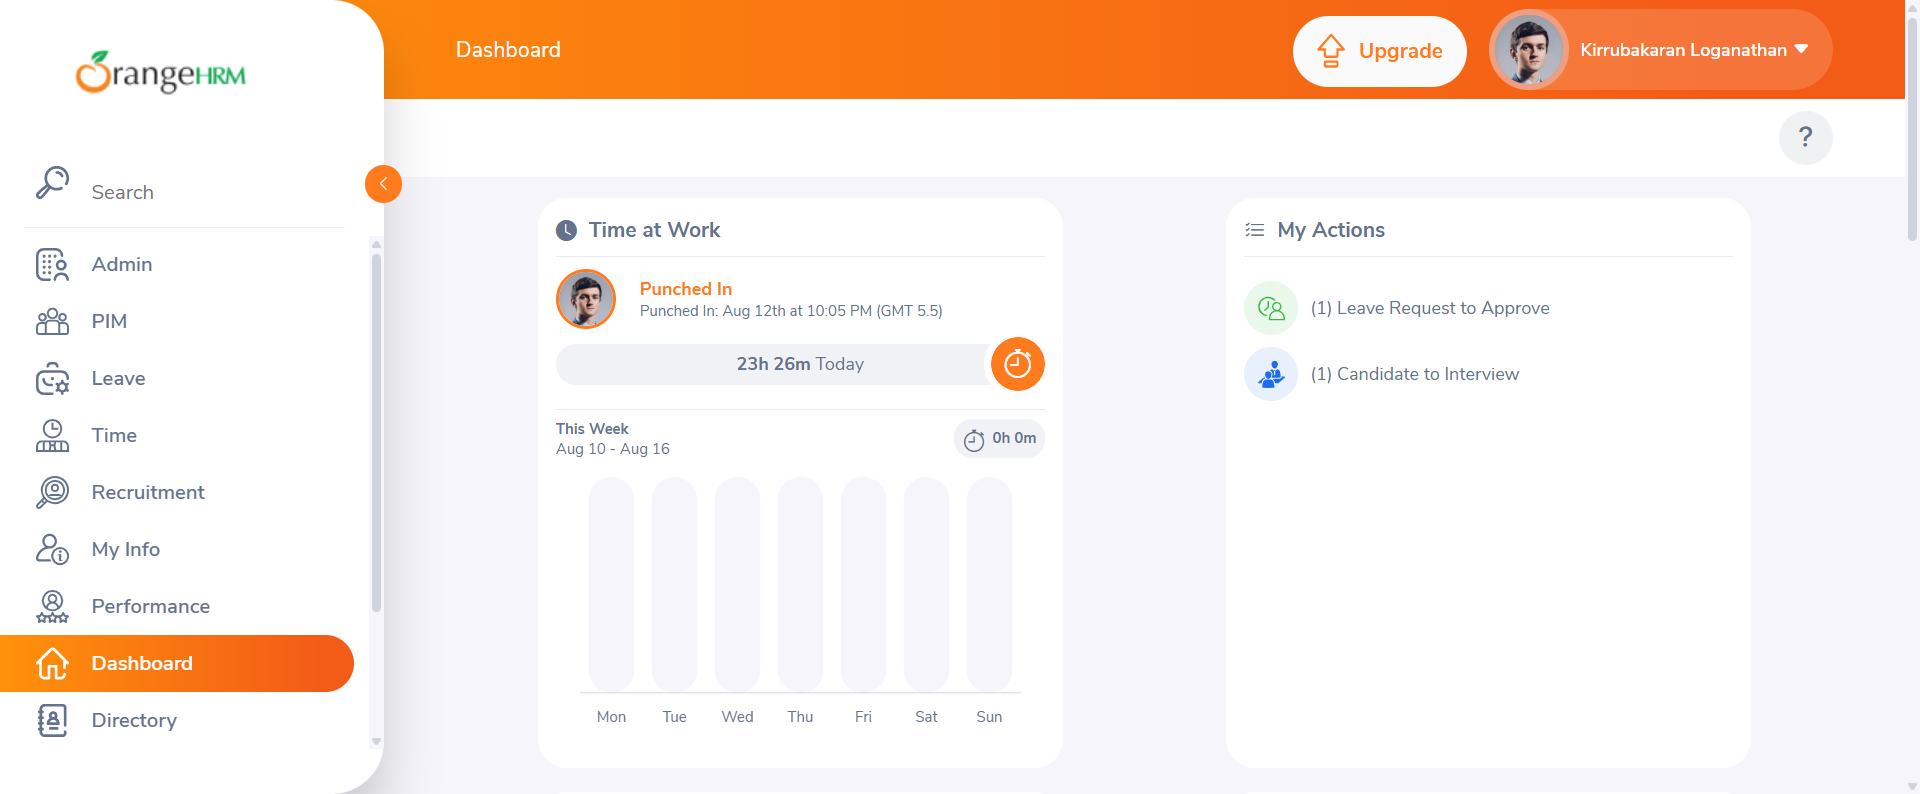 OrangeHRM
Search
Admin
PIM
Leave
Time
Recruitment
My Info
Performance
Dashboard
Directory
Dashboard
Upgrade
Kirrubakaran Loganathan
?
Time at Work
Punched In
Punched In: Aug 12th at 10:05 PM (GMT 5.5)
23h 26m Today
This Week
Aug 10 - Aug 16
0h 0m
Mon Tue Wed Thu Fri Sat Sun
My Actions
(1) Leave Request to Approve
(1) Candidate to Interview